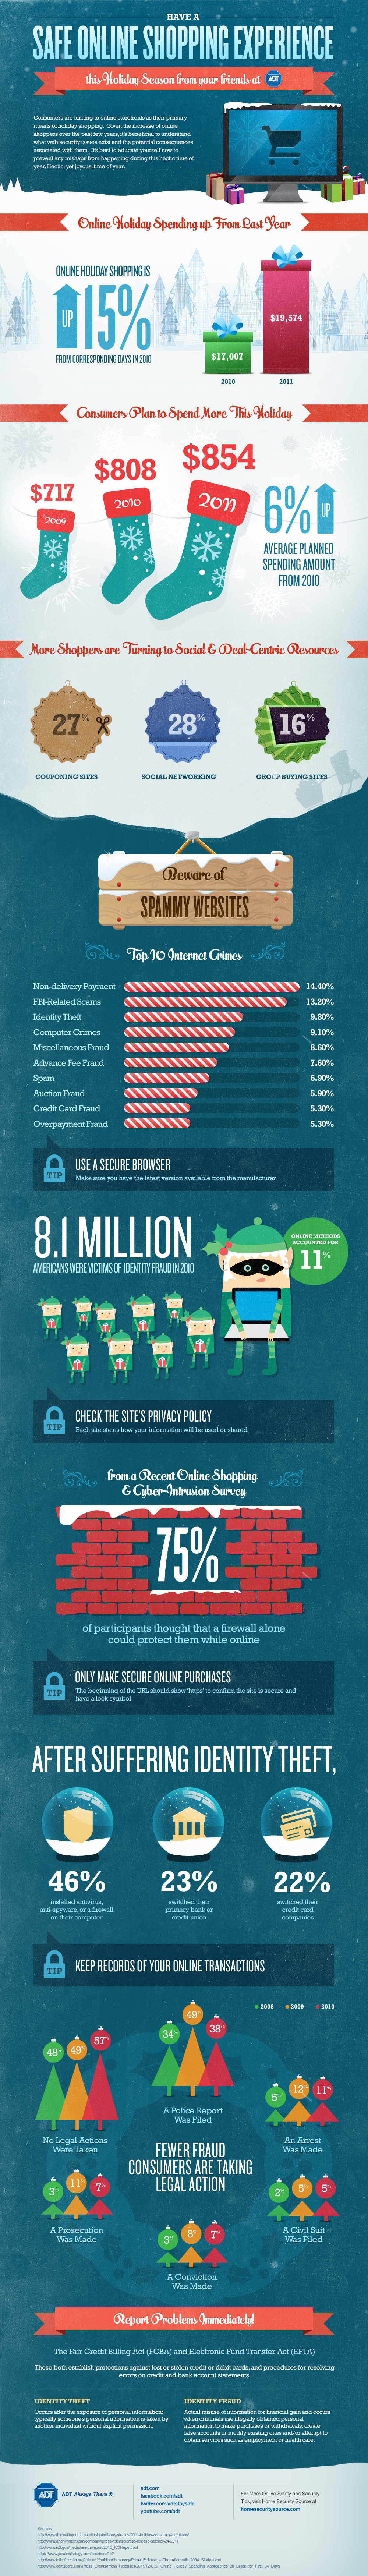 HAVE A
SAFE ONLINE SHOPPING EXPERIENCE
this Holiday Season from your friends at ADT
Consumers are turning to online storefronts as their primary
means of holiday shopping. Given the increase of online
shoppers over the past few years, it's beneficial to understand
what web security issues exist and the potential consequences
associated with them. It's best to educate yourself now to
prevent any mishaps from happening during this hectic time of
year. Hectic, yet joyous, time of year.
Online Holiday Spending up From Last Year
ONLINE HOLIDAY SHOPPING IS
UP 15%
FROM CORRESPONDING DAYS IN 2010
$17,007
$19,574
2010
2011
Consumers Plan to Spend More This Holiday
$717
$808
$854
2009
2010
2011
6% UP
AVERAGE PLANNED
SPENDING AMOUNT
FROM 2010
More Shoppers are Turning to Social & Deal-Centric Resources
27%
28%
16%
COUPONING SITES
SOCIAL NETWORKING
GROUP BUYING SITES
Beware of
SPAMMY WEBSITES
Top 10 Internet Crimes
Non-delivery Payment 14.40%
FBI-Related Scams 13.20%
Identity Theft 9.80%
Computer Crimes 9.10%
Miscellaneous Fraud 8.60%
Advance Fee Fraud 7.60%
Spam 6.90%
Auction Fraud 5.90%
Credit Card Fraud 5.30%
Overpayment Fraud 5.30%
TIP
USE A SECURE BROWSER
Make sure you have the latest version available from the manufacturer
8.1 MILLION
AMERICANS WERE VICTIMS OF IDENTITY FRAUD IN 2010
ONLINE METHODS
ACCOUNTED FOR
11%
TIP
CHECK THE SITE'S PRIVACY POLICY
Each site states how your information will be used or shared
from a Recent Online Shopping
& Cyber-Intrusion Survey
75%
of participants thought that a firewall alone
could protect them while online
TIP
ONLY MAKE SECURE ONLINE PURCHASES
The beginning of the URL should show 'https' to confirm the site is secure and
have a lock symbol
AFTER SUFFERING IDENTITY THEFT,
46%
installed antivirus,
anti-spyware, or a firewall
on their computer
23%
switched their
primary bank or
credit union
22%
switched their
credit card
companies
TIP
KEEP RECORDS OF YOUR ONLINE TRANSACTIONS
2008 2009 2010
48% 49% 57%
No Legal Actions
Were Taken
34% 49% 38%
A Police Report
Was Filed
5% 12% 11%
An Arrest
Was Made
FEWER FRAUD
CONSUMERS ARE TAKING
LEGAL ACTION
3% 11% 7%
A Prosecution
Was Made
3% 8% 7%
A Conviction
Was Made
2% 5% 5%
A Civil Suit
Was Filed
Report Problems Immediately!
The Fair Credit Billing Act (FCBA) and Electronic Fund Transfer Act (EFTA)
These both establish protections against lost or stolen credit or debit cards, and procedures for resolving
errors on credit and bank account statements.
IDENTITY THEFT
Occurs after the exposure of personal information;
typically someone's personal information is taken by
another individual without explicit permission.
IDENTITY FRAUD
Actual misuse of information for financial gain and occurs
when criminals use illegally obtained personal
information to make purchases or withdrawals, create
false accounts or modify existing ones and/or attempt to
obtain services such as employment or health care.
ADT
ADT Always There ®
adt.com
facebook.com/adt
twitter.com/adtstaysafe
youtube.com/adt
For More Online Safety and Security
Tips, visit Home Security Source at
homesecuritysource.com
Sources: